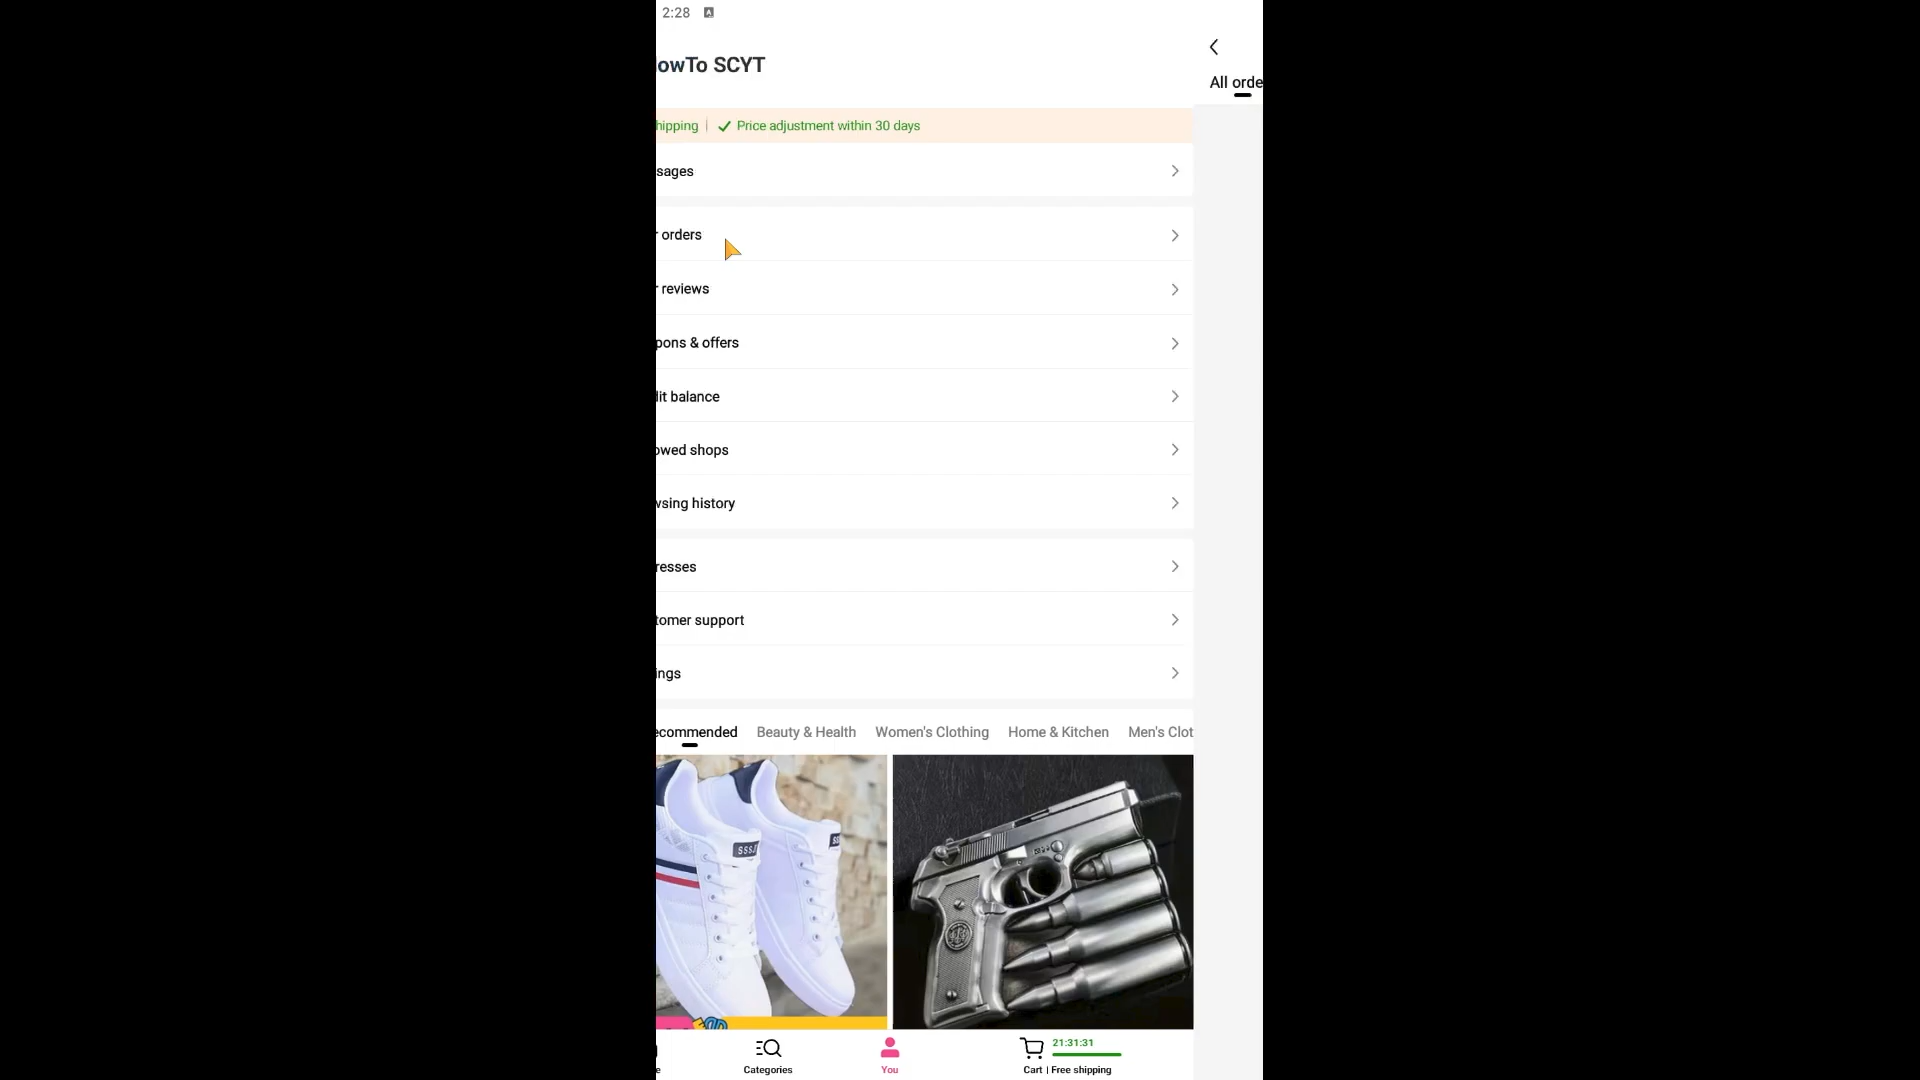 2:28
owTo SCYT
All orde
hipping
Price adjustment within 30 days
sages
r orders
r reviews
pons & offers
lit balance
owed shops
wsing history
resses
tomer support
ings
ecommended
Beauty & Health
Women's Clothing
Home & Kitchen
Men's Clot
SSSJ
e
Categories
You
21:31:31
Cart | Free shipping